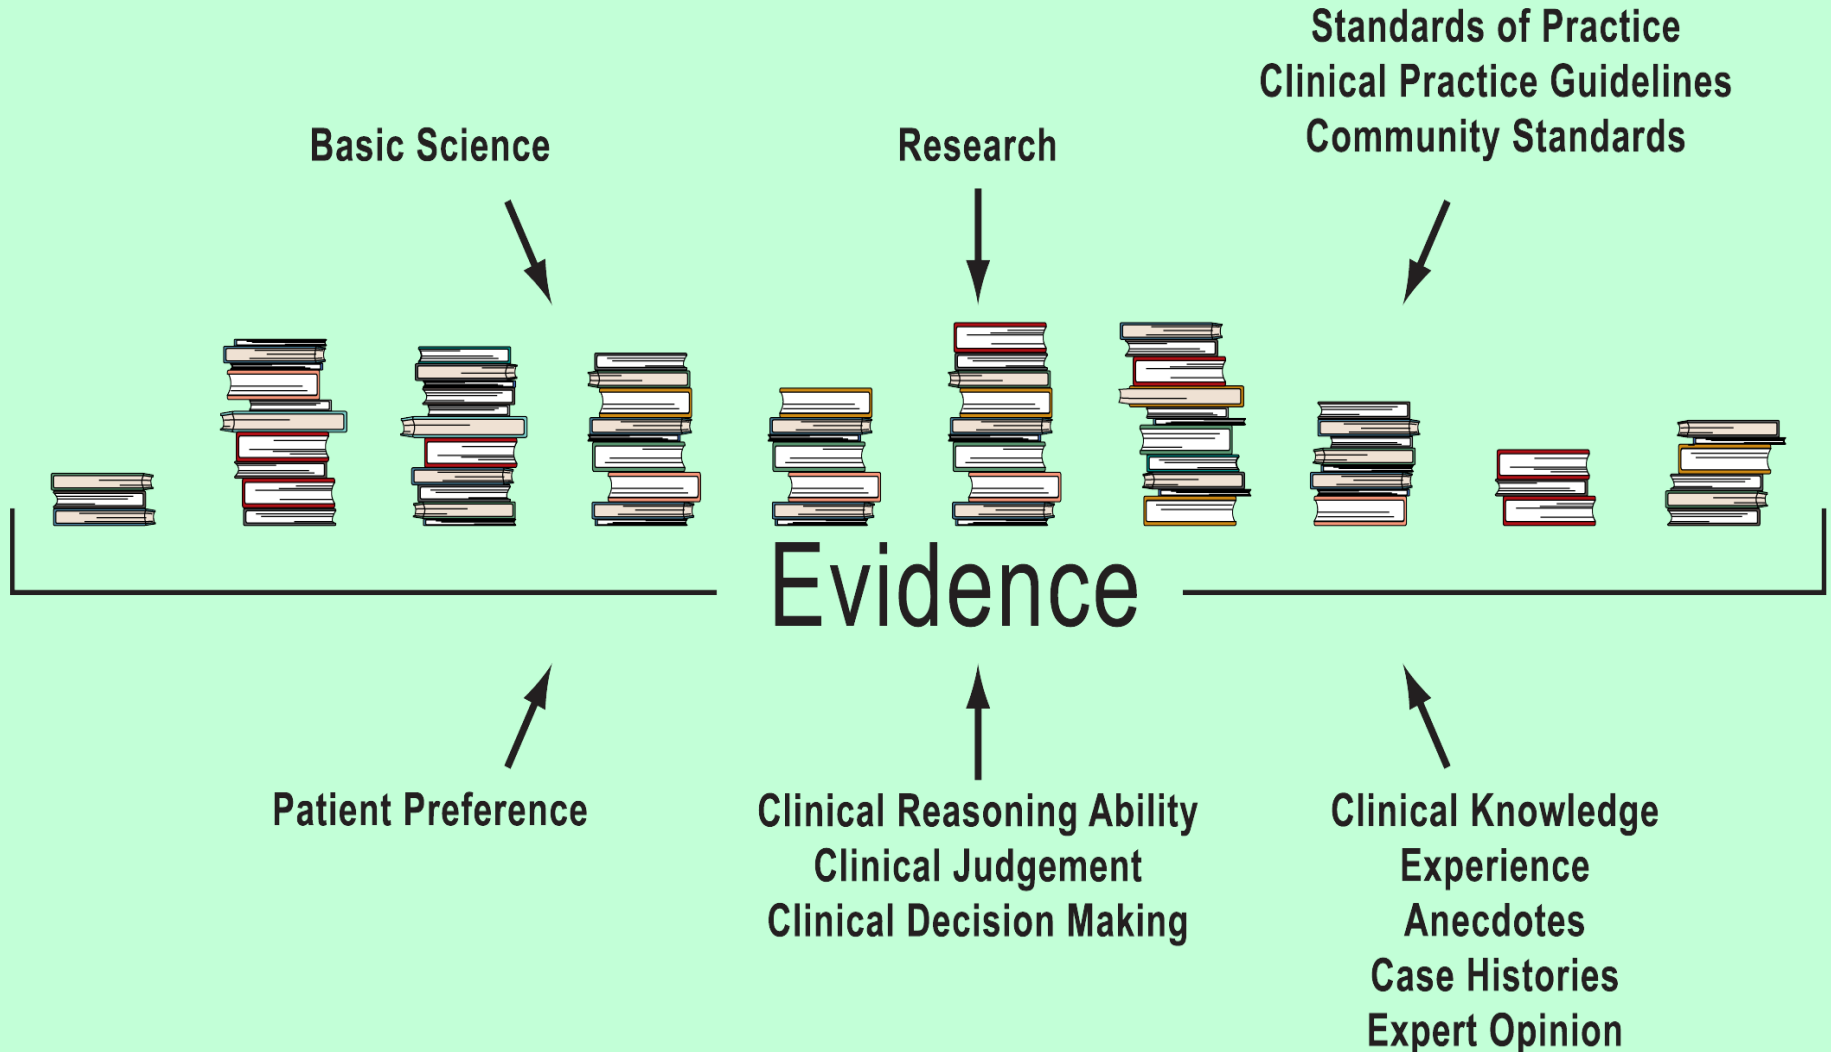 Basic Science
Research
Standards of Practice
Clinical Practice Guidelines
Community Standards
Evidence
Patient Preference
Clinical Reasoning Ability
Clinical Judgement
Clinical Decision Making
Clinical Knowledge
Experience
Anecdotes
Case Histories
Expert Opinion